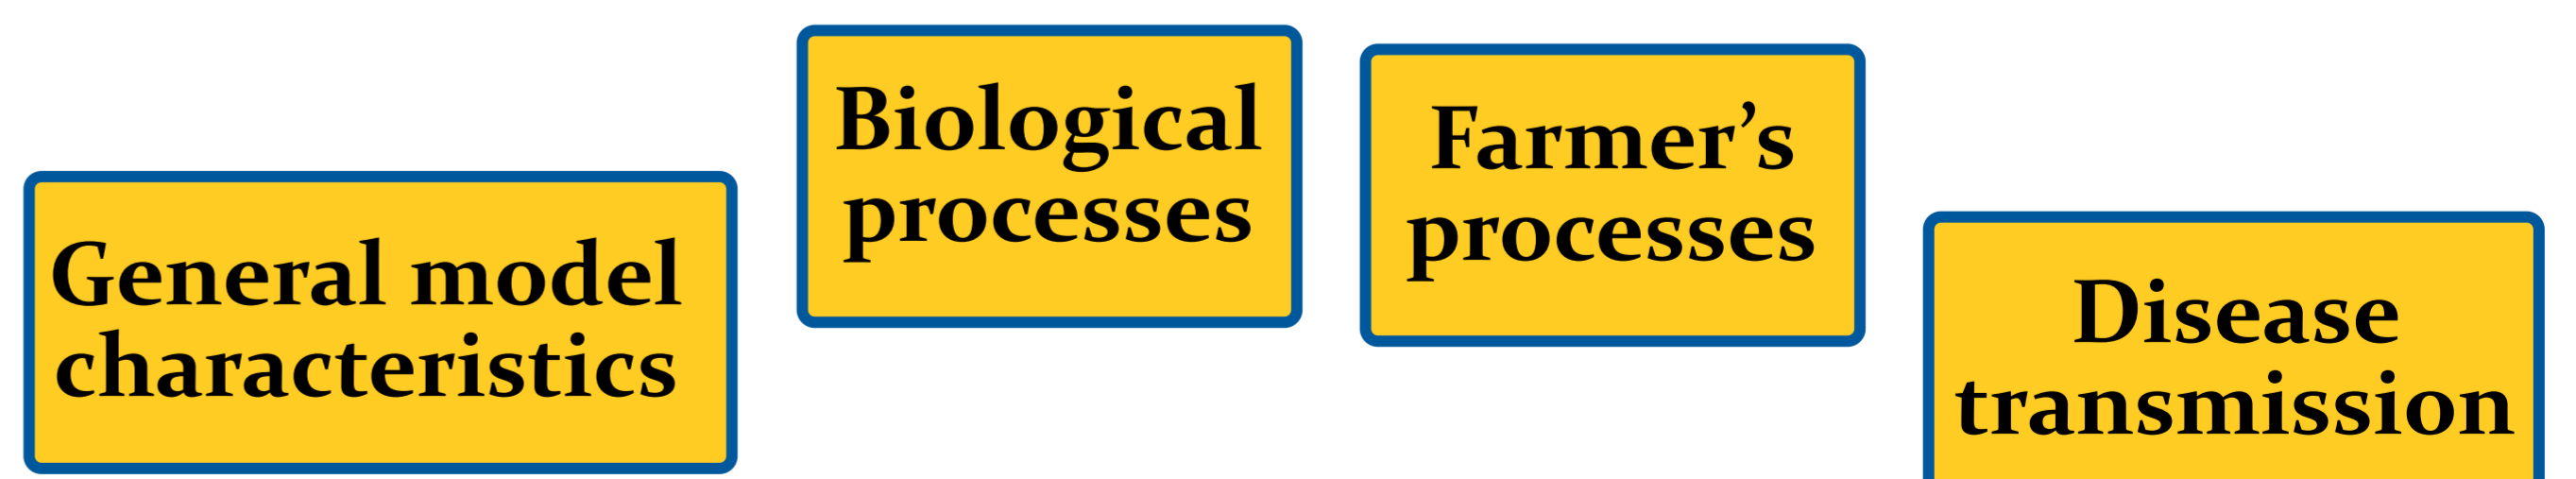 General model
characteristics
Biological
processes
Farmer’s
processes
Disease
transmission